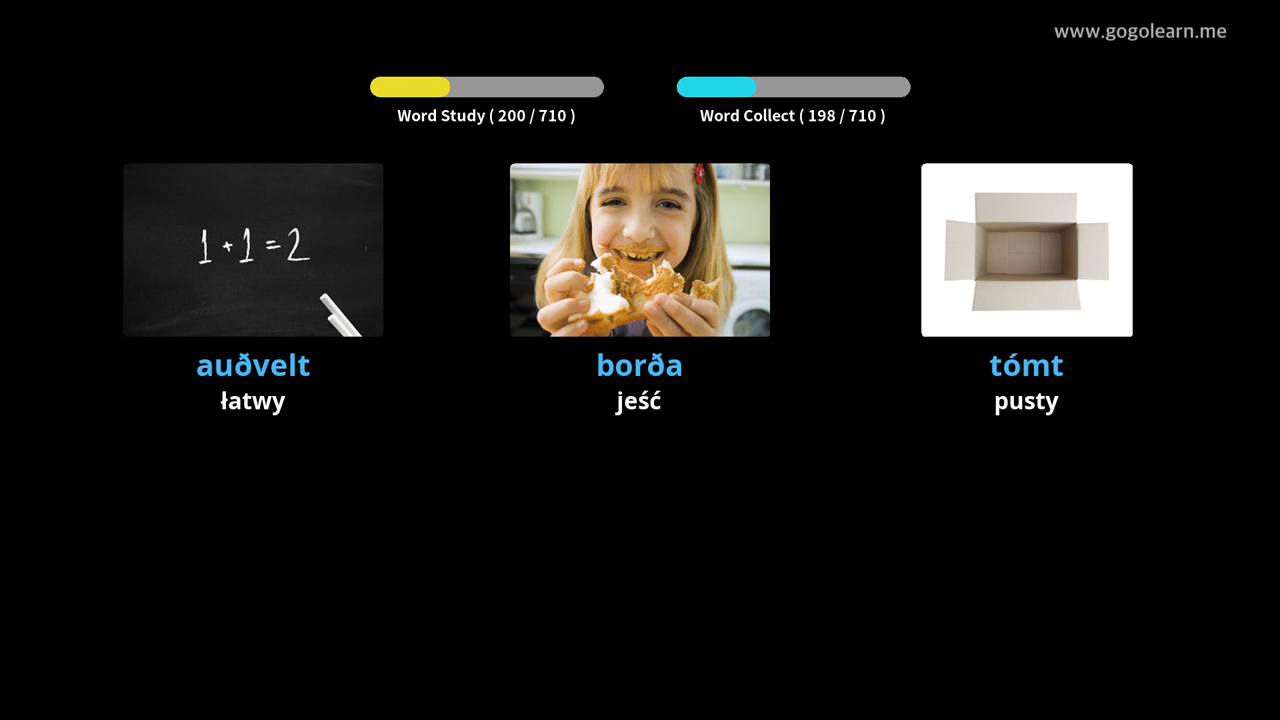 www.gogolearn.me
Word Study ( 200 / 710 )
Word Collect ( 198 / 710 )
1 + 1 = 2
auðvelt
borða
tómt
łatwy
jeść
pusty